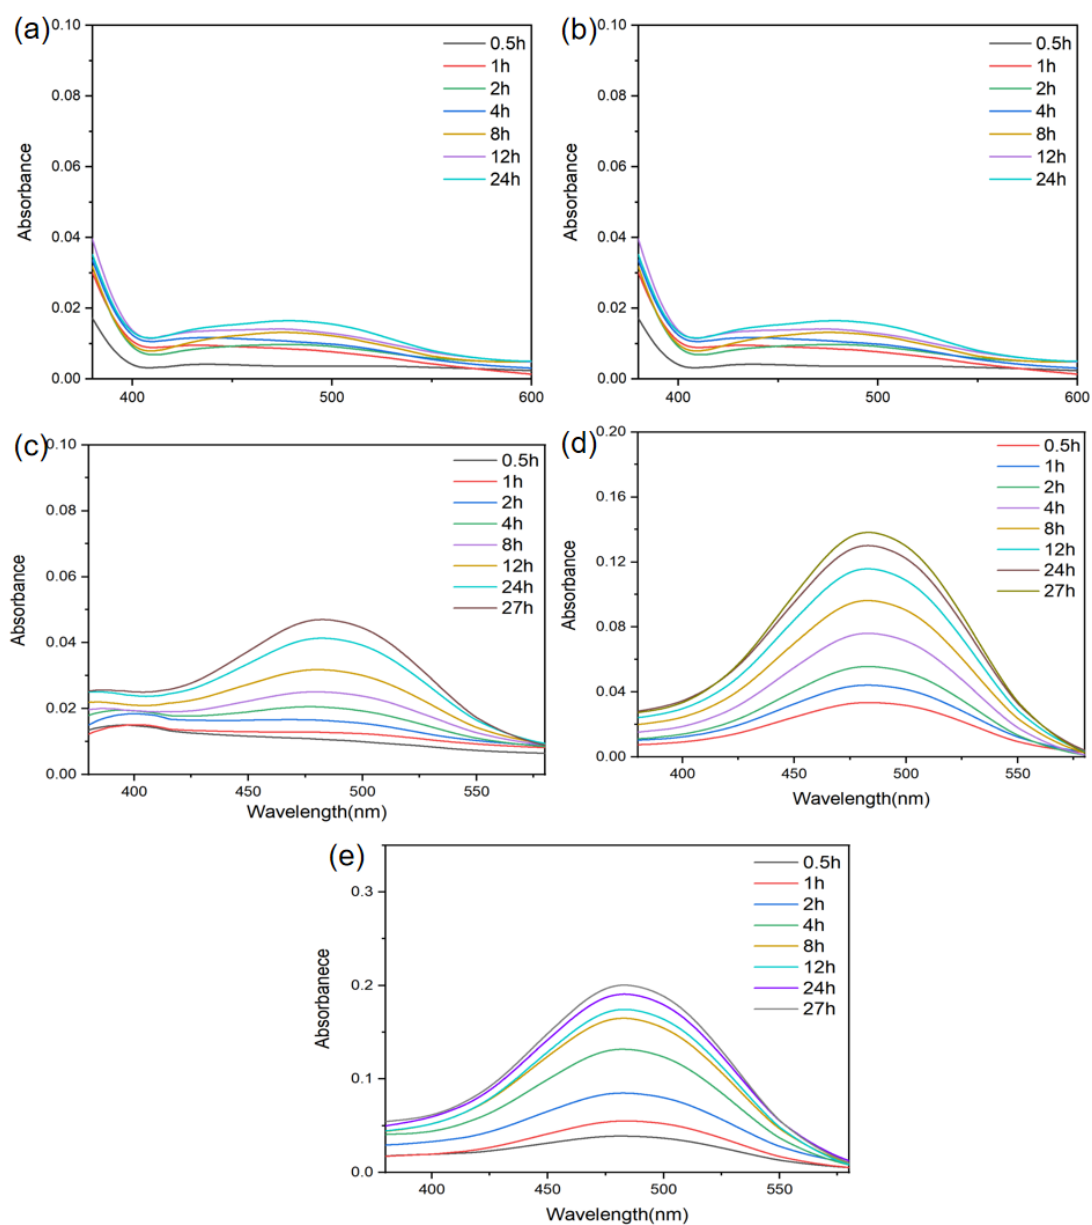 (a)
0.10
0.08
0.06
0.04
0.02
0.00
Absorbance
400
500
600
0.5h
1h
2h
4h
8h
12h
24h
(b)
0.10
0.08
0.06
0.04
0.02
0.00
Absorbance
400
500
600
0.5h
1h
2h
4h
8h
12h
24h
(c)
0.10
0.08
0.06
0.04
0.02
0.00
Absorbance
400
450
500
550
Wavelength(nm)
0.5h
1h
2h
4h
8h
12h
24h
27h
(d)
0.20
0.16
0.12
0.08
0.04
0.00
Absorbance
400
450
500
550
Wavelength(nm)
0.5h
1h
2h
4h
8h
12h
24h
27h
(e)
0.3
0.2
0.1
0.0
Absorbanece
400
450
500
550
Wavelength(nm)
0.5h
1h
2h
4h
8h
12h
24h
27h